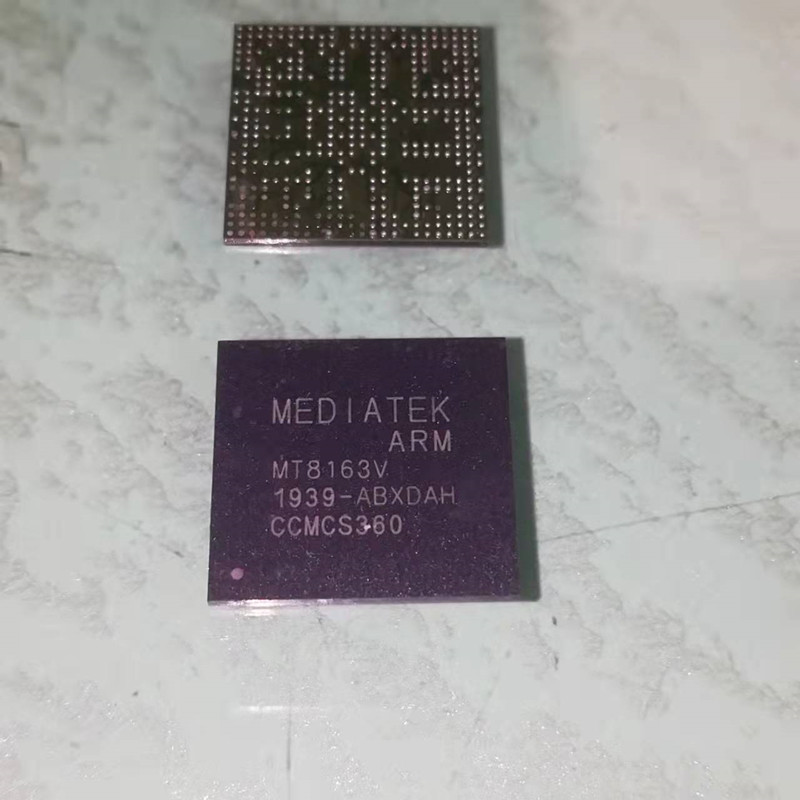 MEDIATEK
ARM
MT8163V
1939-ABXDAH
CCMCS360